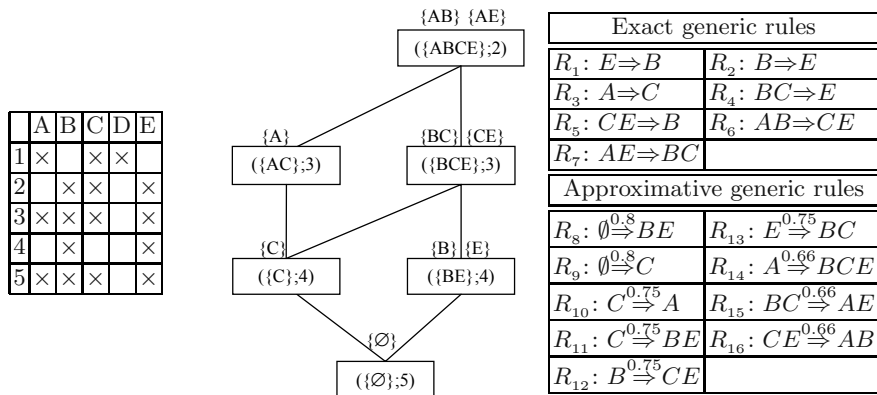 A B C D E
1 × × ×
2 × × ×
3 × × × ×
4 × ×
5 × × × ×
{AB} {AE}
({ABCE};2)
{A} {BC} {CE}
({AC};3) ({BCE};3)
{C} {B} {E}
({C};4) ({BE};4)
{∅}
({∅};5)
Exact generic rules
R₁: E⇒B R₂: B⇒E
R₃: A⇒C R₄: BC⇒E
R₅: CE⇒B R₆: AB⇒CE
R₇: AE⇒BC
Approximative generic rules
R₈: ∅ 0.8⇒ BE R₁₃: E 0.75⇒ BC
R₉: ∅ 0.8⇒ C R₁₄: A 0.66⇒ BCE
R₁₀: C 0.75⇒ A R₁₅: BC 0.66⇒ AE
R₁₁: C 0.75⇒ BE R₁₆: CE 0.66⇒ AB
R₁₂: B 0.75⇒ CE